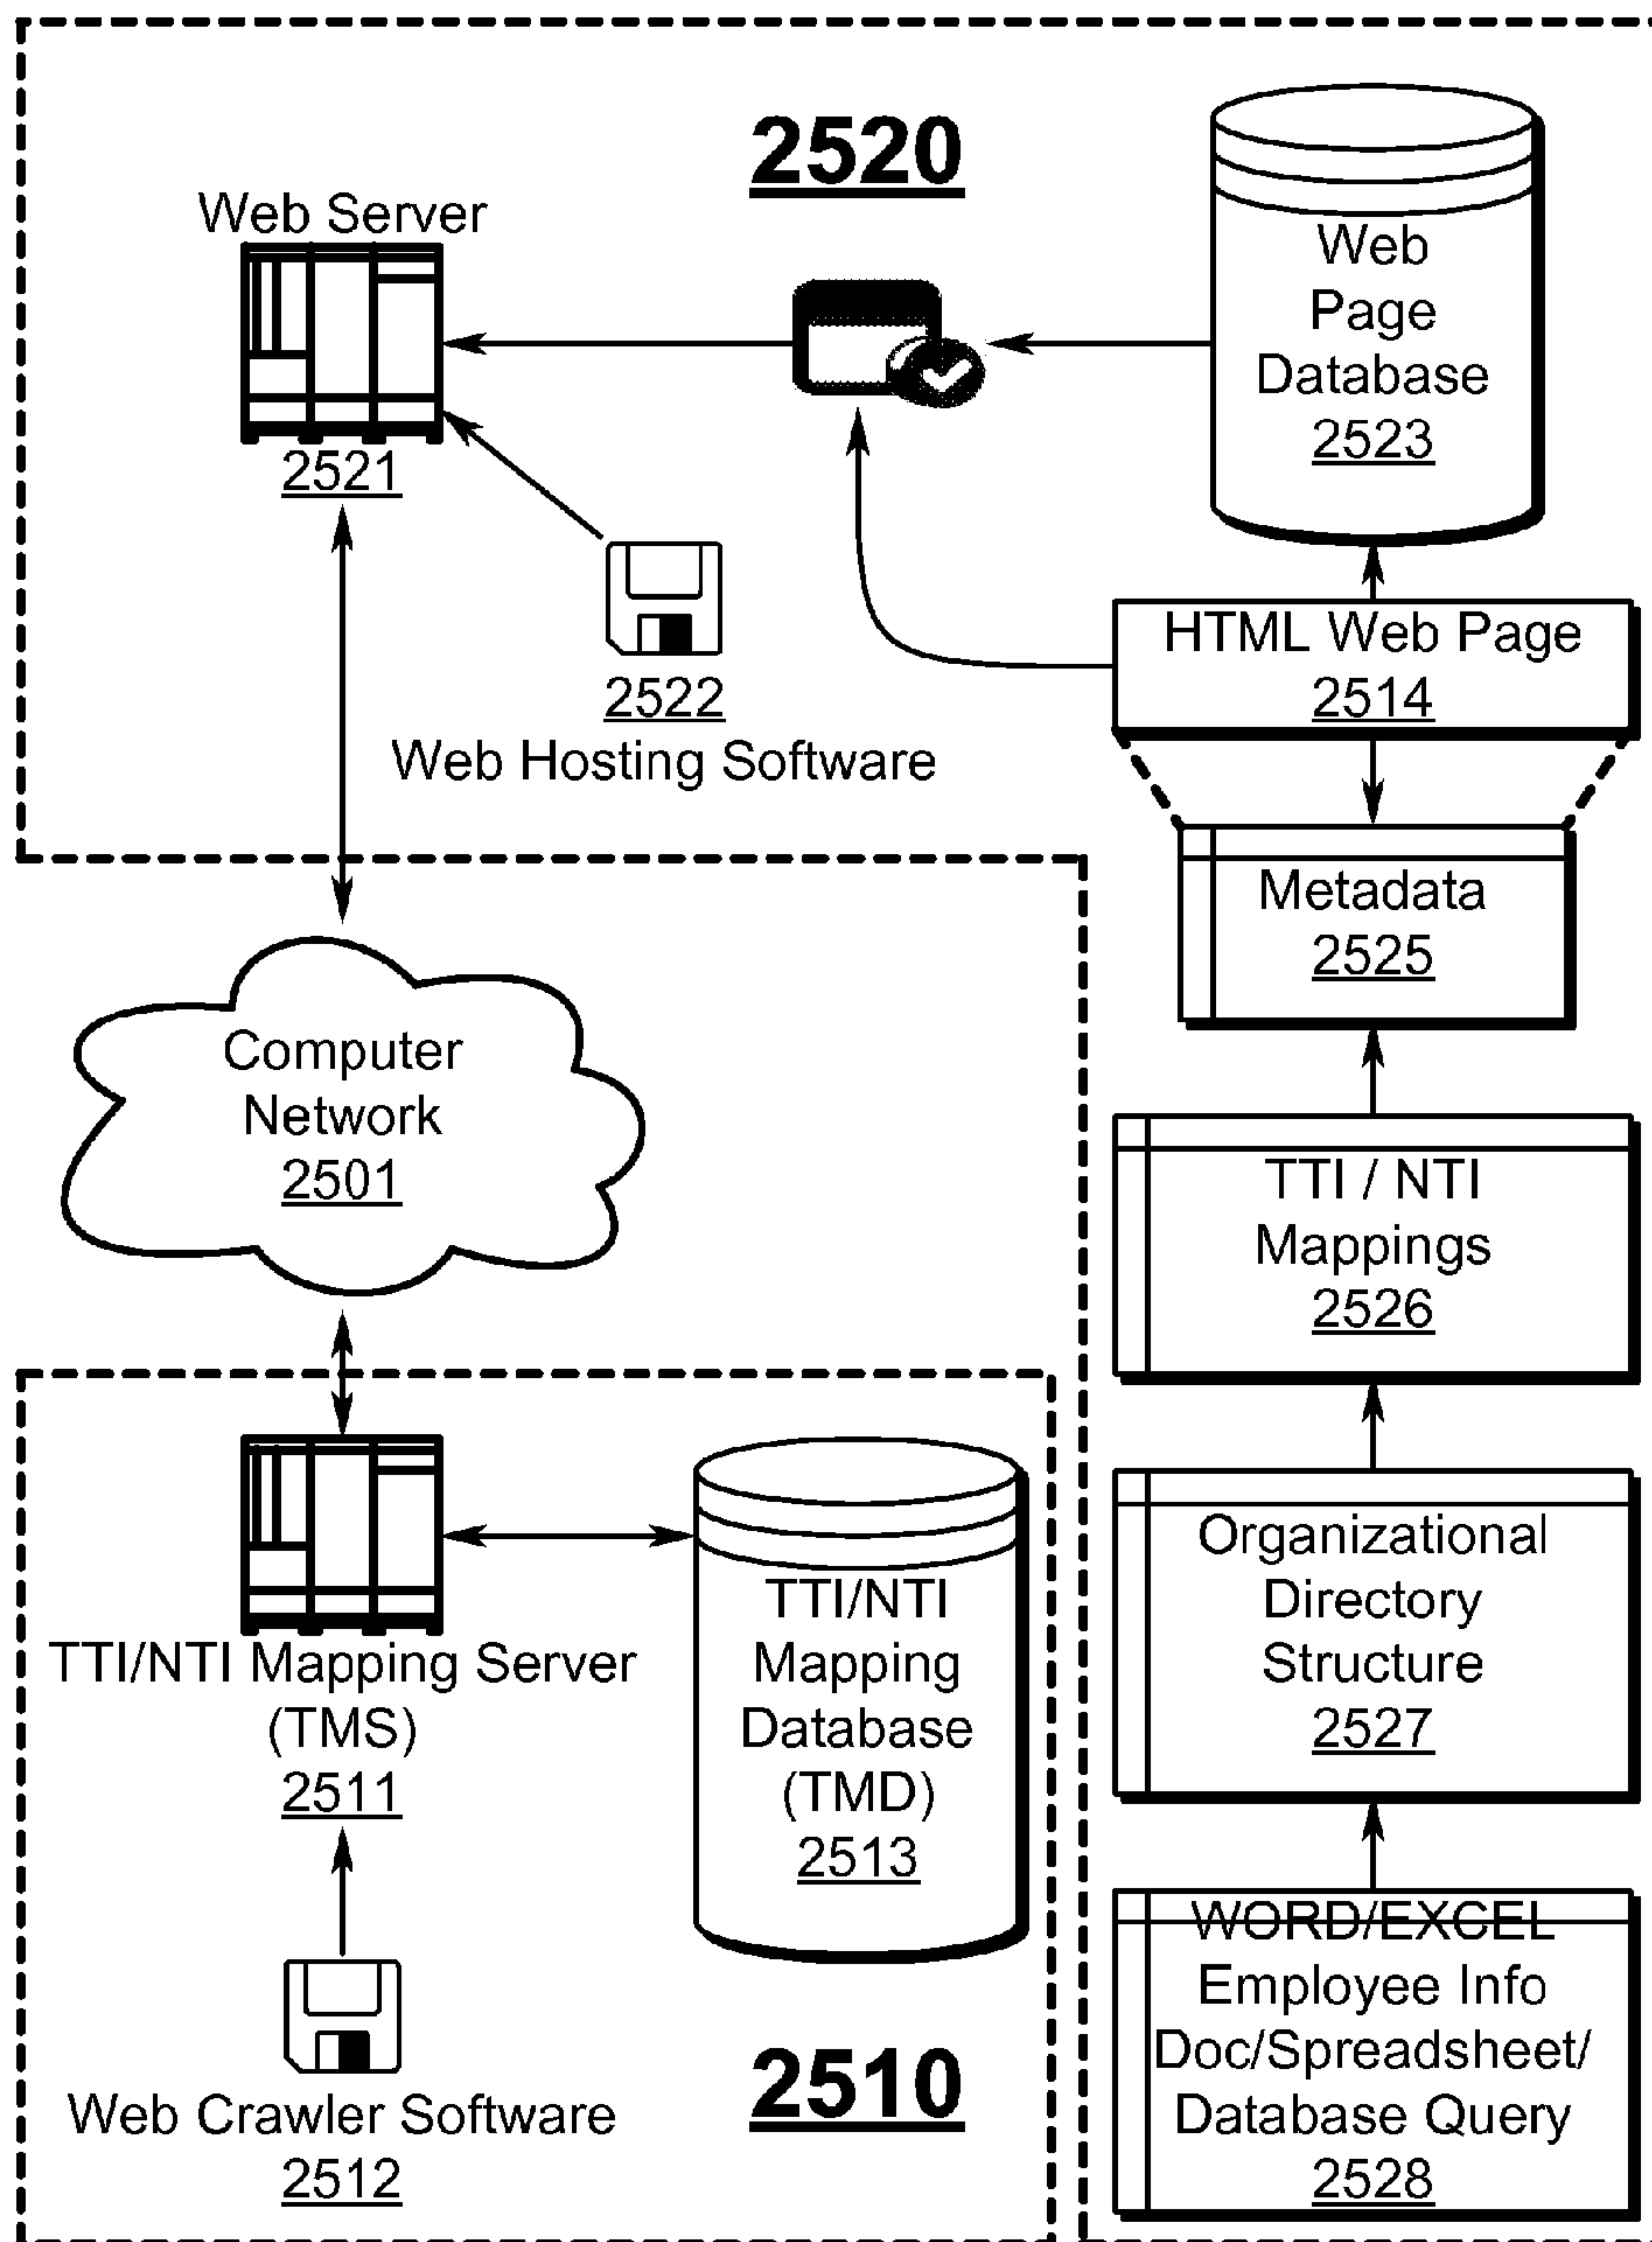 2520
Web Server
2521
Web
Page
Database
2523
2522
Web Hosting Software
HTML Web Page
2514
Metadata
2525
Computer
Network
2501
TTI / NTI
Mappings
2526
TTI/NTI Mapping Server
(TMS)
2511
TTI/NTI
Mapping
Database
(TMD)
2513
Organizational
Directory
Structure
2527
Web Crawler Software
2512
2510
WORD/EXCEL
Employee Info
Doc/Spreadsheet/
Database Query
2528